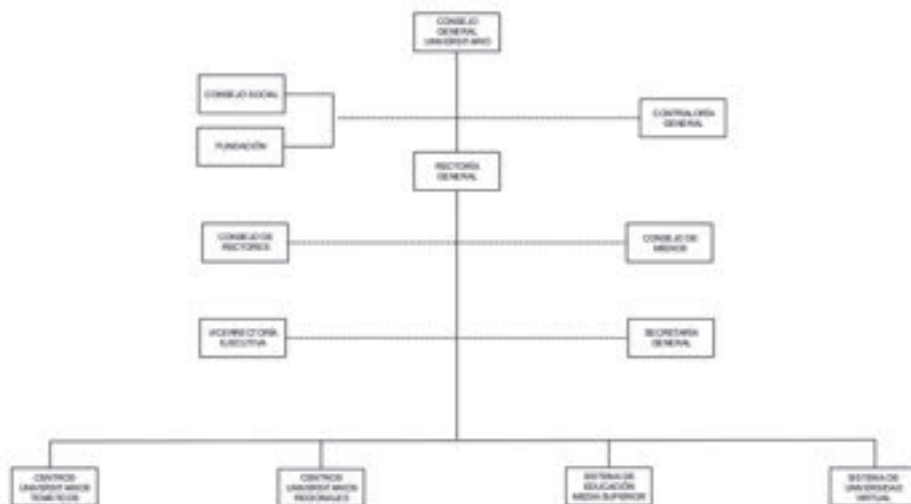 CONSEJO
GENERAL
UNIVERSITARIO
CONSEJO SOCIAL
CONTRALORÍA
GENERAL
FUNDACIÓN
RECTORÍA
GENERAL
CONSEJO DE
RECTORES
CONSEJO DE
MEDIOS
VICERRECTORÍA
EJECUTIVA
SECRETARÍA
GENERAL
CENTROS
UNIVERSITARIOS
TEMÁTICOS
CENTROS
UNIVERSITARIOS
REGIONALES
SISTEMA DE
EDUCACIÓN
MEDIA SUPERIOR
SISTEMA DE
UNIVERSIDAD
VIRTUAL